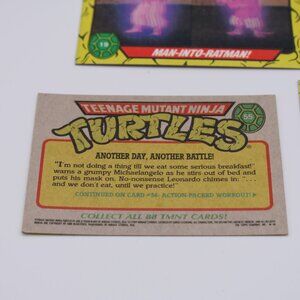 19
MAN-INTO-RATMAN!
TEENAGE MUTANT NINJA
TURTLES
55
ANOTHER DAY, ANOTHER BATTLE!
"I'm not doing a thing till we eat some serious breakfast!"
warns a grumpy Michaelangelo as he stirs out of bed and
puts his mask on. No-nonsense Leonardo chimes in: ". . .
and we don't eat, until we practice!"
CONTINUED ON CARD #56: ACTION-PACKED WORKOUT!
COLLECT ALL 88 TMNT CARDS!